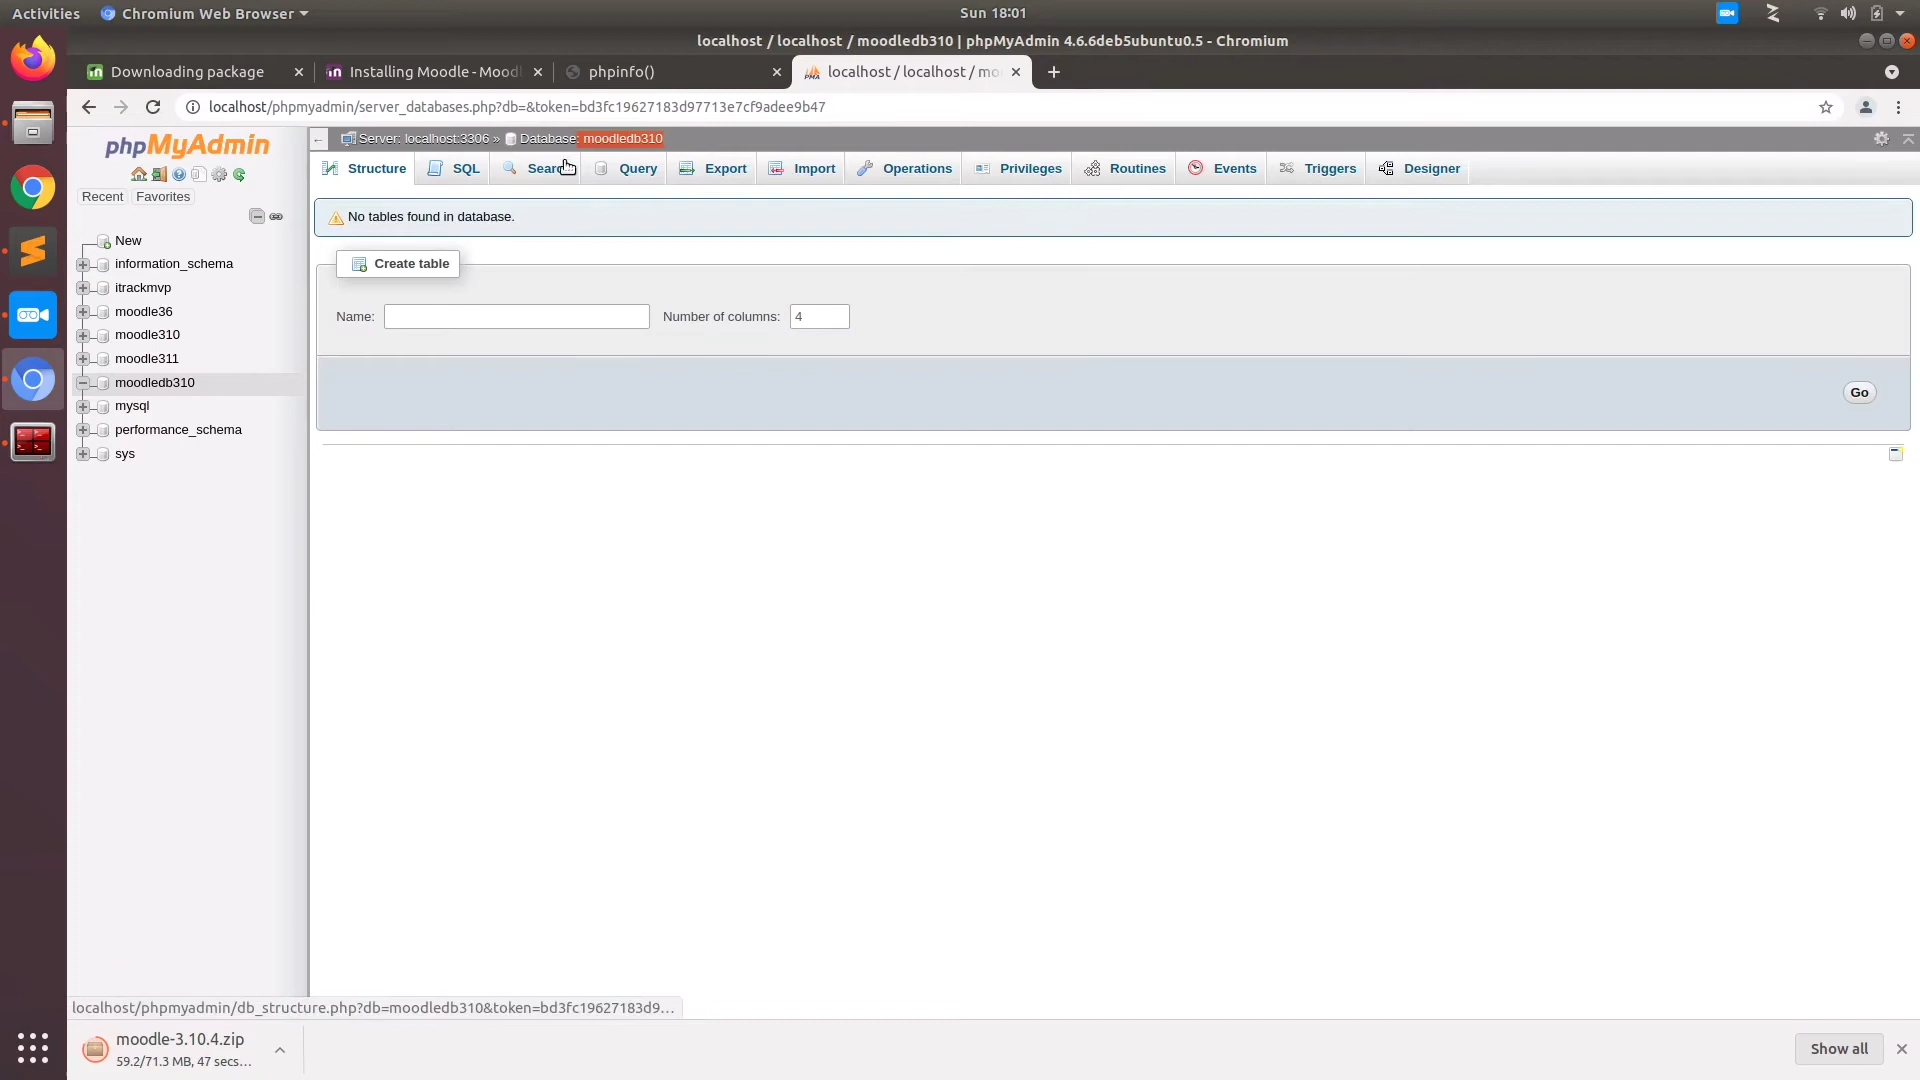 Activities Chromium Web Browser Sun 18:01
localhost / localhost / moodledb310 | phpMyAdmin 4.6.6deb5ubuntu0.5 - Chromium
Downloading package Installing Moodle - Mood phpinfo() localhost / localhost / mo
localhost/phpmyadmin/server_databases.php?db=&token=bd3fc19627183d97713e7cf9adee9b47
phpMyAdmin
Server: localhost:3306 » Database: moodledb310
Structure SQL Search Query Export Import Operations Privileges Routines Events Triggers Designer
Recent Favorites
No tables found in database.
New
information_schema
itrackmvp
moodle36
moodle310
moodle311
moodledb310
mysql
performance_schema
sys
Create table
Name: Number of columns: 4
Go
localhost/phpmyadmin/db_structure.php?db=moodledb310&token=bd3fc19627183d9...
moodle-3.10.4.zip
59.2/71.3 MB, 47 secs...
Show all